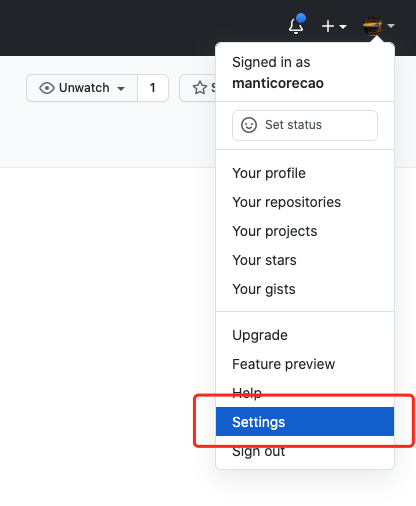 Unwatch 1
Signed in as
manticorecao
Set status
Your profile
Your repositories
Your projects
Your stars
Your gists
Upgrade
Feature preview
Help
Settings
Sign out